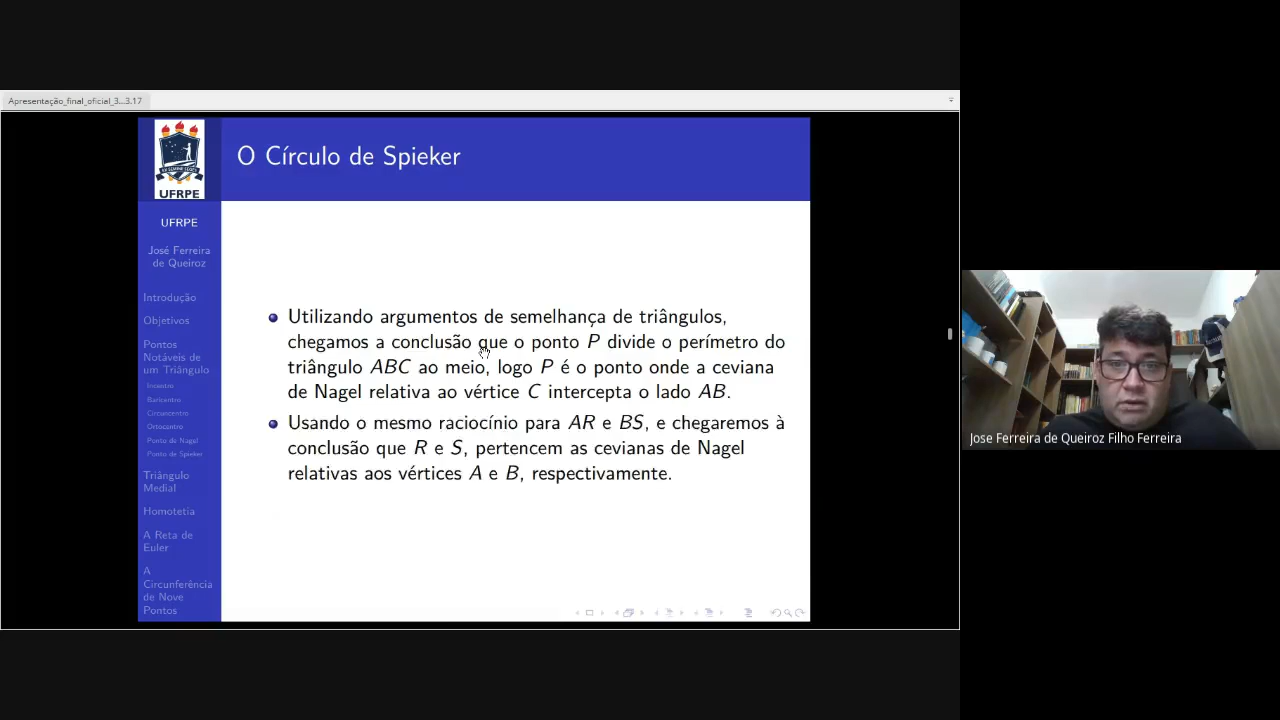 Apresentação_final_oficial_3...3.17
UFRPE
O Círculo de Spieker
UFRPE
José Ferreira
de Queiroz
Introdução
Objetivos
Pontos
Notáveis de
um Triângulo
Incentro
Baricentro
Circuncentro
Ortocentro
Ponto de Nagel
Ponto de Spieker
Triângulo
Medial
Homotetia
A Reta de
Euler
A
Circunferência
de Nove
Pontos
Utilizando argumentos de semelhança de triângulos,
chegamos a conclusão que o ponto P divide o perímetro do
triângulo ABC ao meio, logo P é o ponto onde a ceviana
de Nagel relativa ao vértice C intercepta o lado AB.
Usando o mesmo raciocínio para AR e BS, e chegaremos à
conclusão que R e S, pertencem as cevianas de Nagel
relativas aos vértices A e B, respectivamente.
Jose Ferreira de Queiroz Filho Ferreira